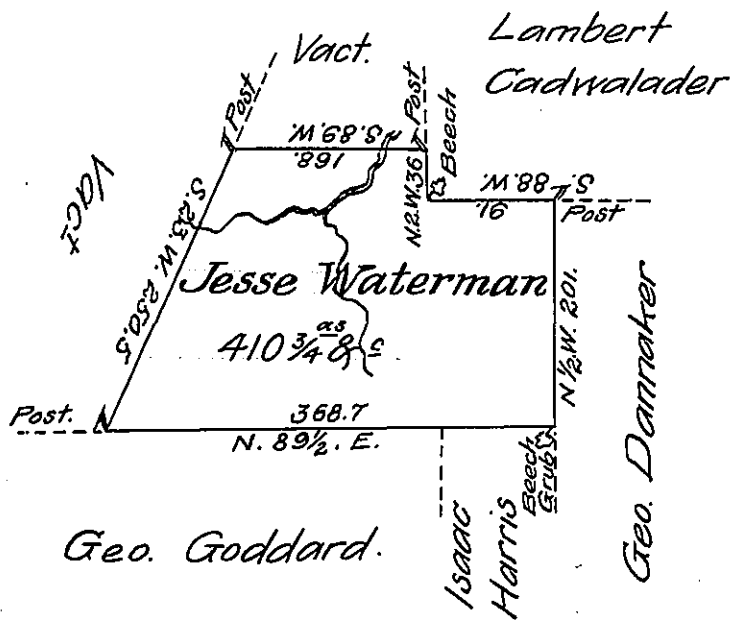 Lambert
Cadwalader
Vact.
Post
Post
S. 89. W.
168.
N. 2. W. 36
Beech
S. 88. W.
91.
Post
Vact
S. 23. W. 250.5
Jesse Waterman
410 3/4 as & c
N 1/2. W. 201.
Geo. Dannaker
Post.
368.7
N. 89 1/2. E.
Beech
Grub
Isaac
Harris
Geo. Goddard.